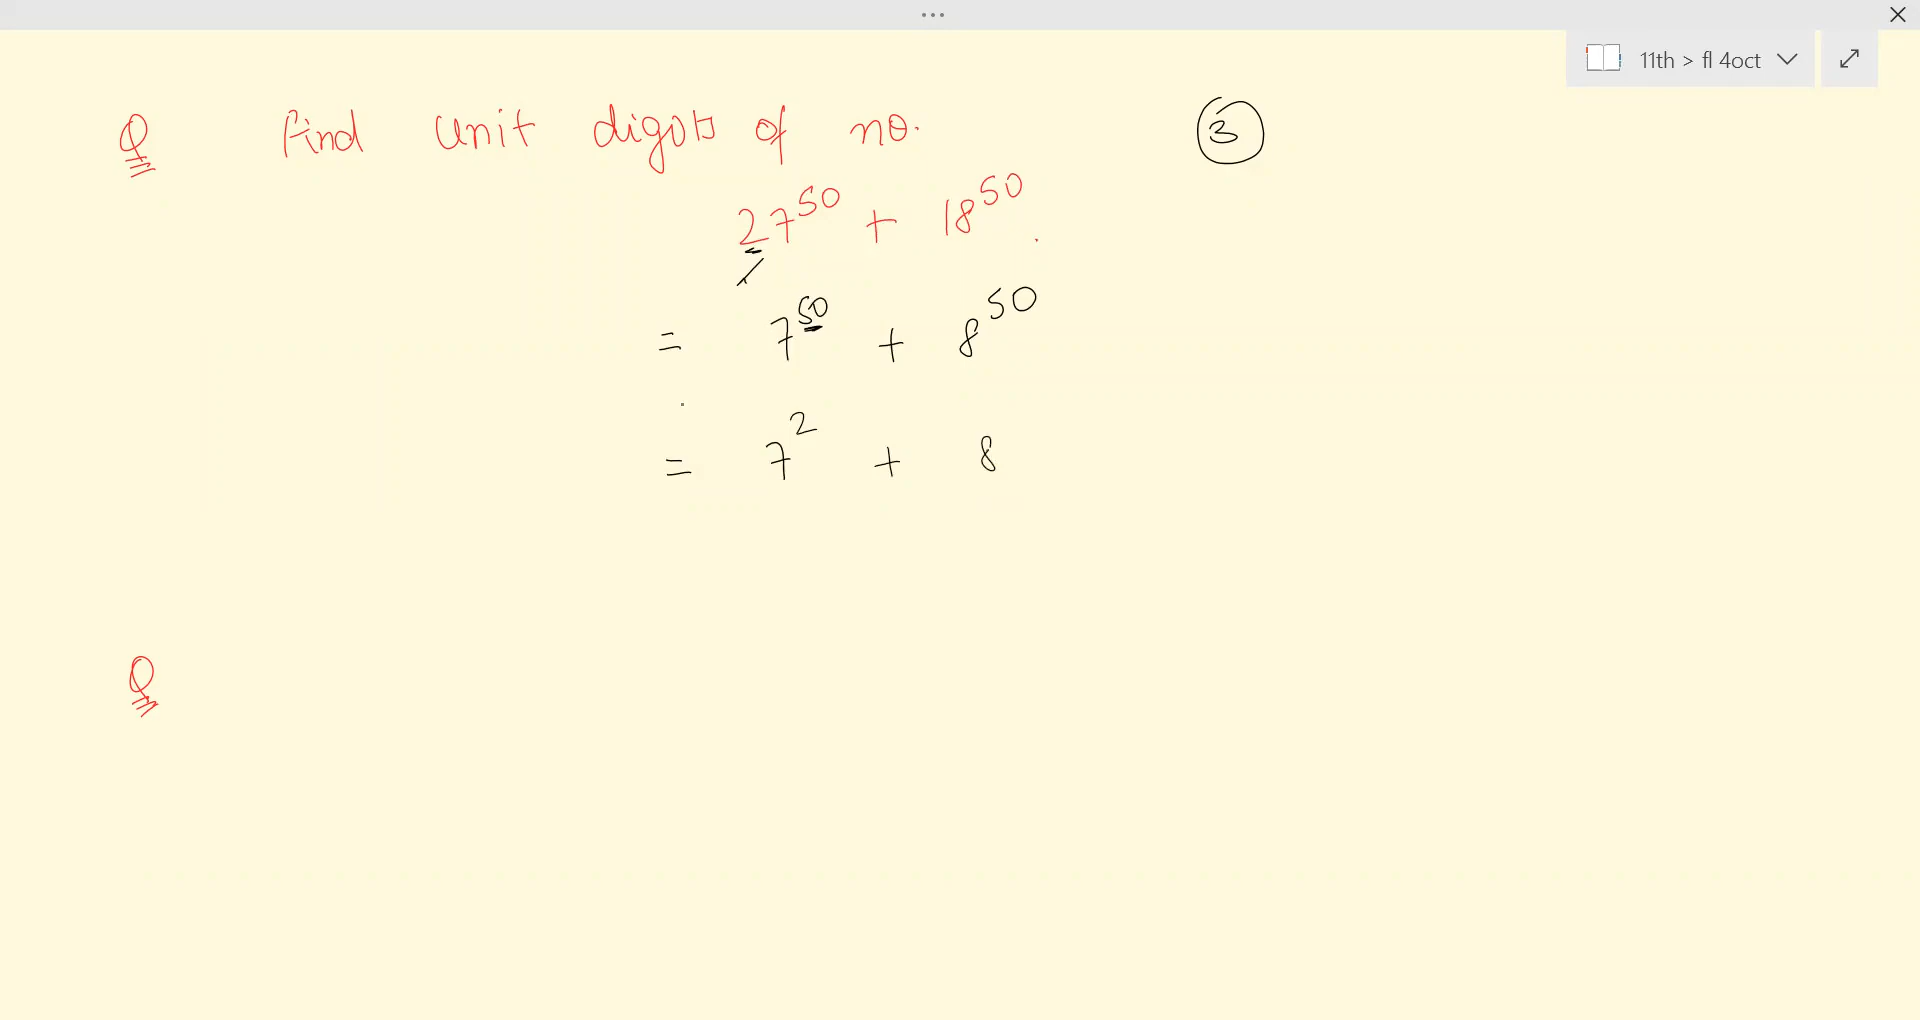 ...
11th > fl 4oct
Q Find Unit digots of no. 3
27^50 + 18^50.
= 7^50 + 8^50
= 7^2 + 8
Q